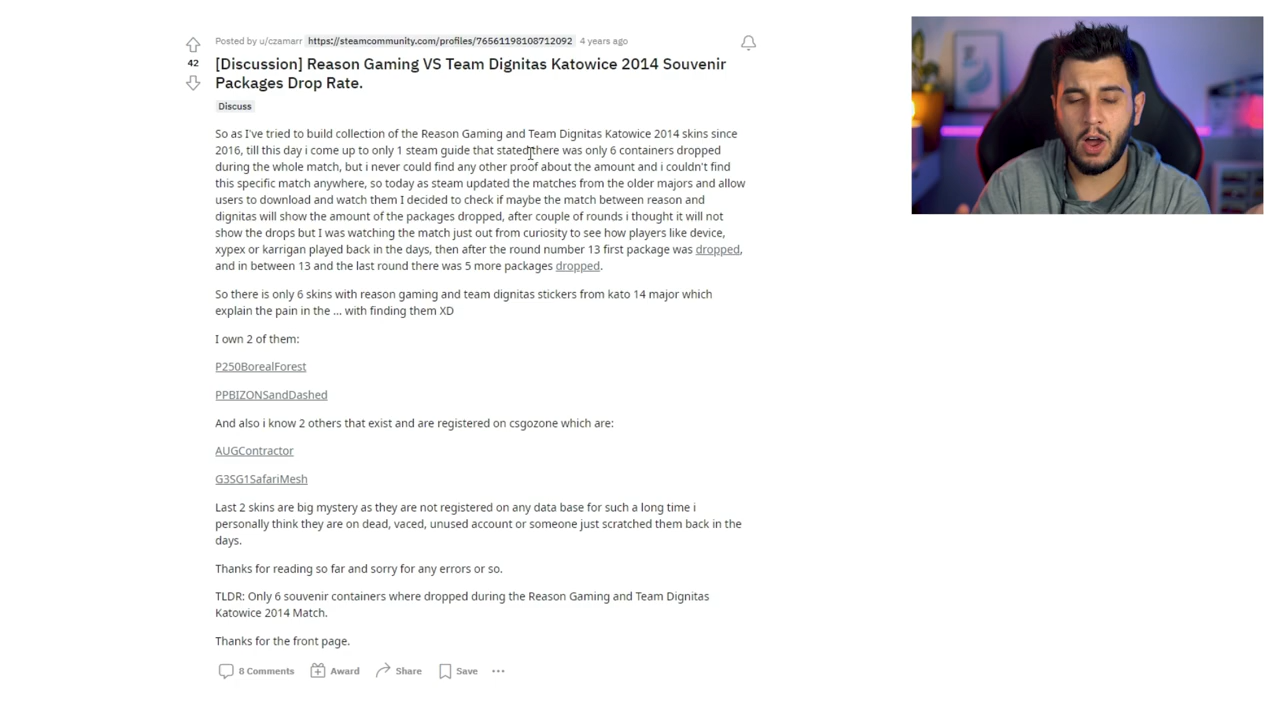 Posted by u/czamarr https://steamcommunity.com/profiles/76561198108712092 4 years ago
42
[Discussion] Reason Gaming VS Team Dignitas Katowice 2014 Souvenir
Packages Drop Rate.
Discuss
So as I've tried to build collection of the Reason Gaming and Team Dignitas Katowice 2014 skins since
2016, till this day i come up to only 1 steam guide that stated there was only 6 containers dropped
during the whole match, but i never could find any other proof about the amount and i couldn't find
this specific match anywhere, so today as steam updated the matches from the older majors and allow
users to download and watch them I decided to check if maybe the match between reason and
dignitas will show the amount of the packages dropped, after couple of rounds i thought it will not
show the drops but I was watching the match just out from curiosity to see how players like device,
xypex or karrigan played back in the days, then after the round number 13 first package was dropped,
and in between 13 and the last round there was 5 more packages dropped.
So there is only 6 skins with reason gaming and team dignitas stickers from kato 14 major which
explain the pain in the ... with finding them XD
I own 2 of them:
P250BorealForest
PPBIZONSandDashed
And also i know 2 others that exist and are registered on csgozone which are:
AUGContractor
G3SG1SafariMesh
Last 2 skins are big mystery as they are not registered on any data base for such a long time i
personally think they are on dead, vaced, unused account or someone just scratched them back in the
days.
Thanks for reading so far and sorry for any errors or so.
TLDR: Only 6 souvenir containers where dropped during the Reason Gaming and Team Dignitas
Katowice 2014 Match.
Thanks for the front page.
8 Comments Award Share Save